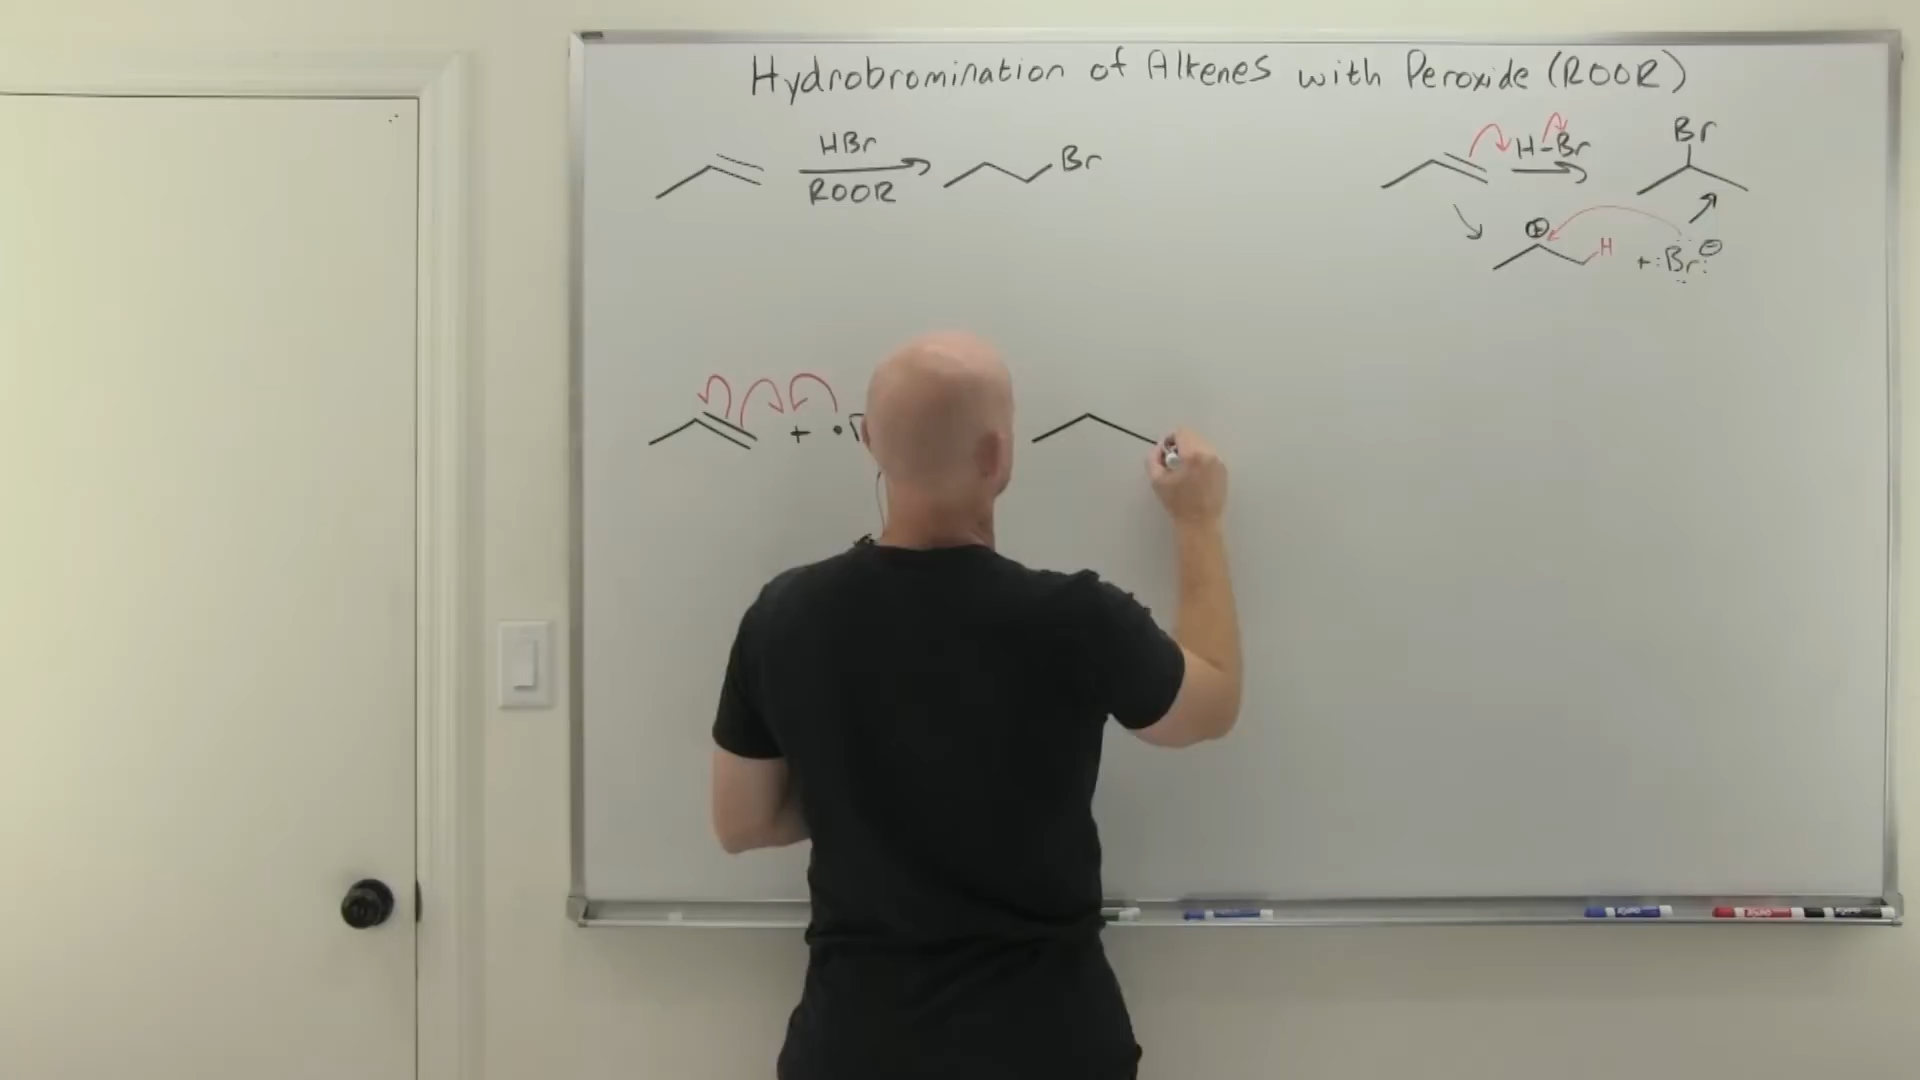 Hydrobromination of Alkenes with Peroxide (ROOR)
HBr
ROOR
Br
H-Br
Br
⊕
H
+ :Br: ⊖
+ •